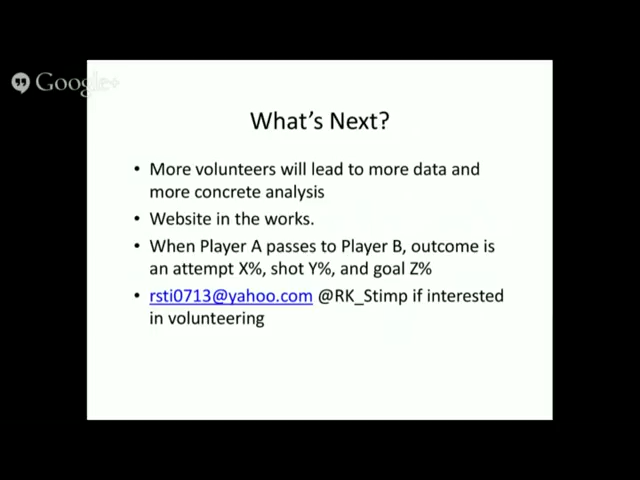 Google+
What's Next?
• More volunteers will lead to more data and
more concrete analysis
• Website in the works.
• When Player A passes to Player B, outcome is
an attempt X%, shot Y%, and goal Z%
• rsti0713@yahoo.com @RK_Stimp if interested
in volunteering